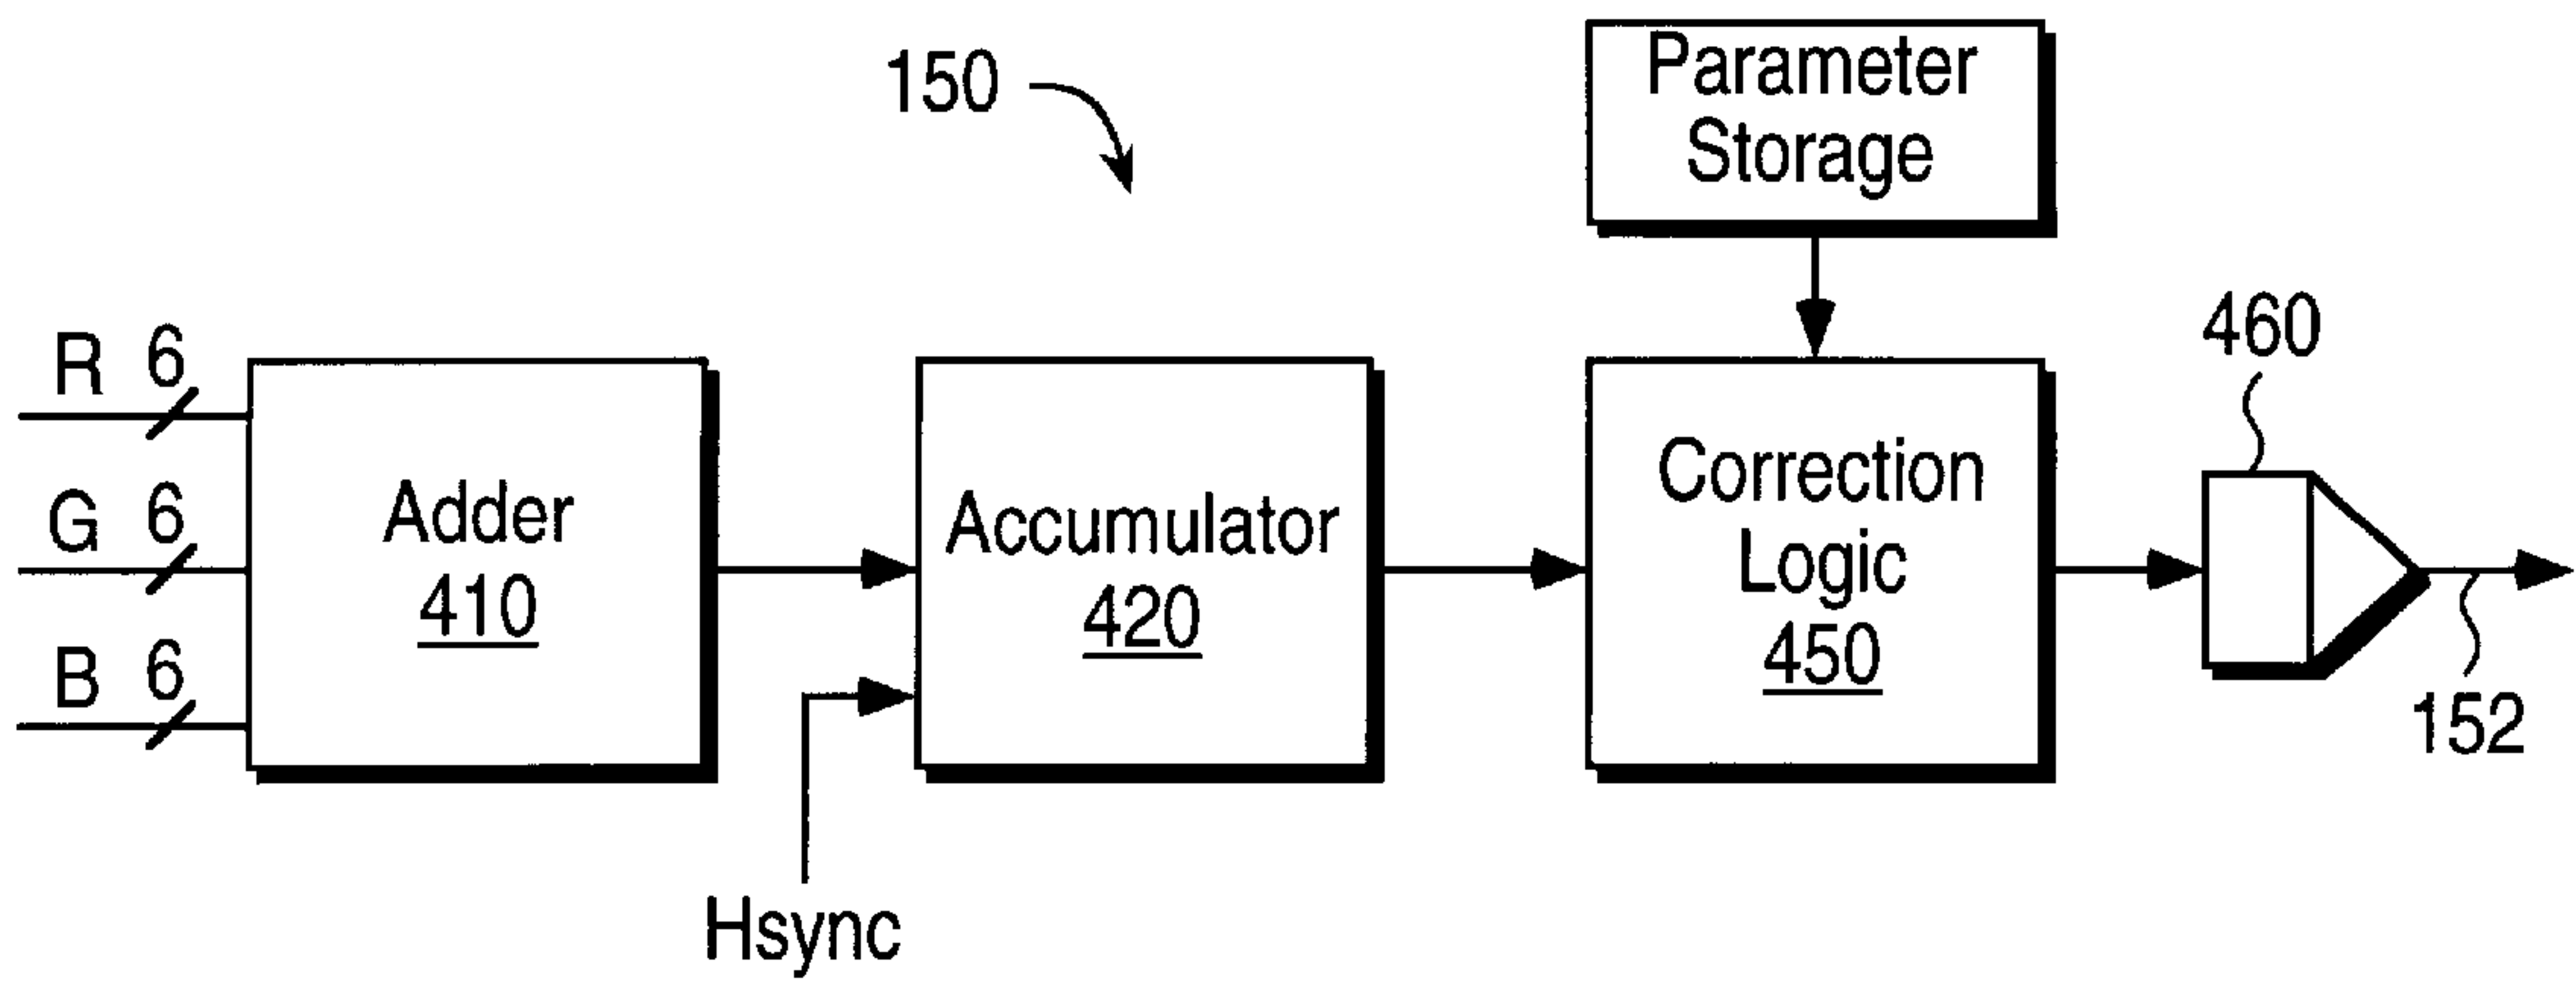 150
Parameter
Storage
460
R 6
G 6
B 6
Adder
410
Accumulator
420
Correction
Logic
450
152
Hsync